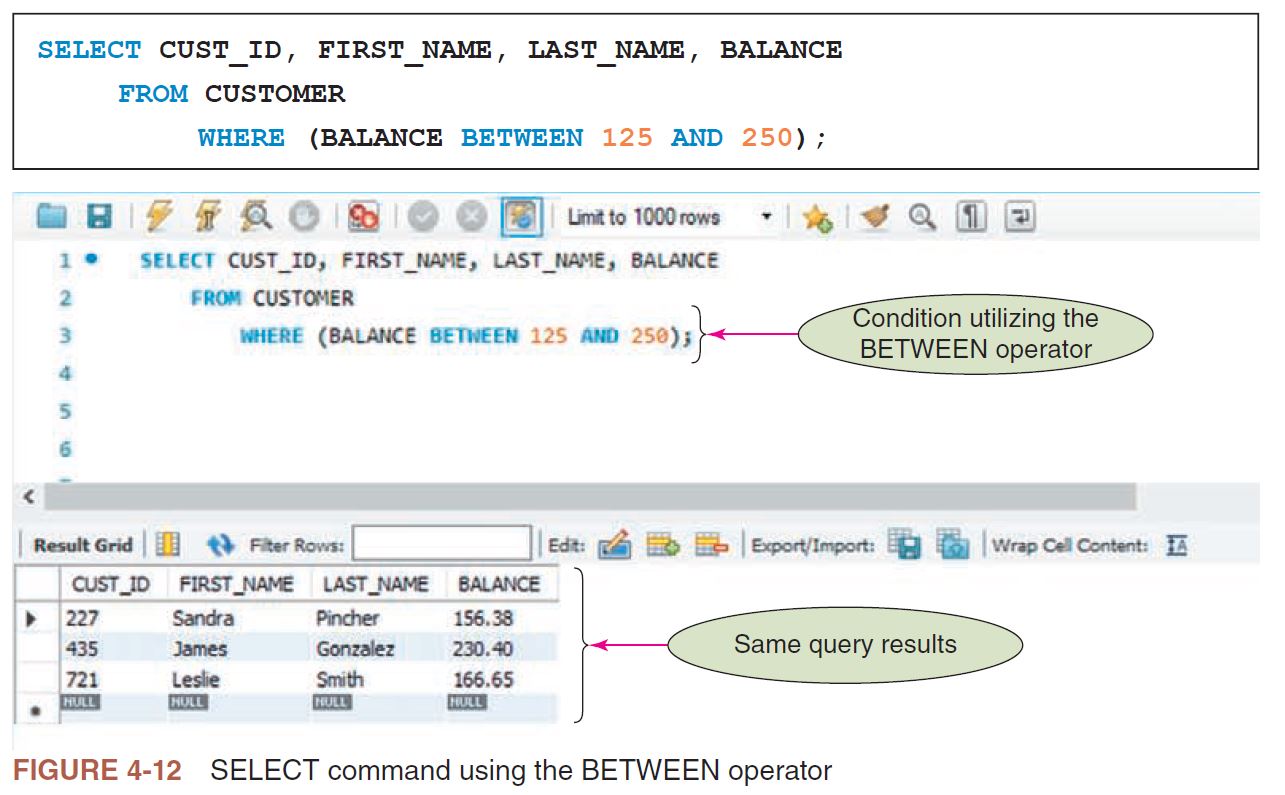 SELECT CUST_ID, FIRST_NAME, LAST_NAME, BALANCE
FROM CUSTOMER
WHERE (BALANCE BETWEEN 125 AND 250);
Limit to 1000 rows
1 SELECT CUST_ID, FIRST_NAME, LAST_NAME, BALANCE
2 FROM CUSTOMER
3 WHERE (BALANCE BETWEEN 125 AND 250);
4
5
6
Condition utilizing the
BETWEEN operator
Result Grid Filter Rows: Edit: Export/Import: Wrap Cell Content: IA
CUST_ID FIRST_NAME LAST_NAME BALANCE
227 Sandra Pincher 156.38
435 James Gonzalez 230.40
721 Leslie Smith 166.65
NULL NULL NULL NULL
Same query results
FIGURE 4-12 SELECT command using the BETWEEN operator